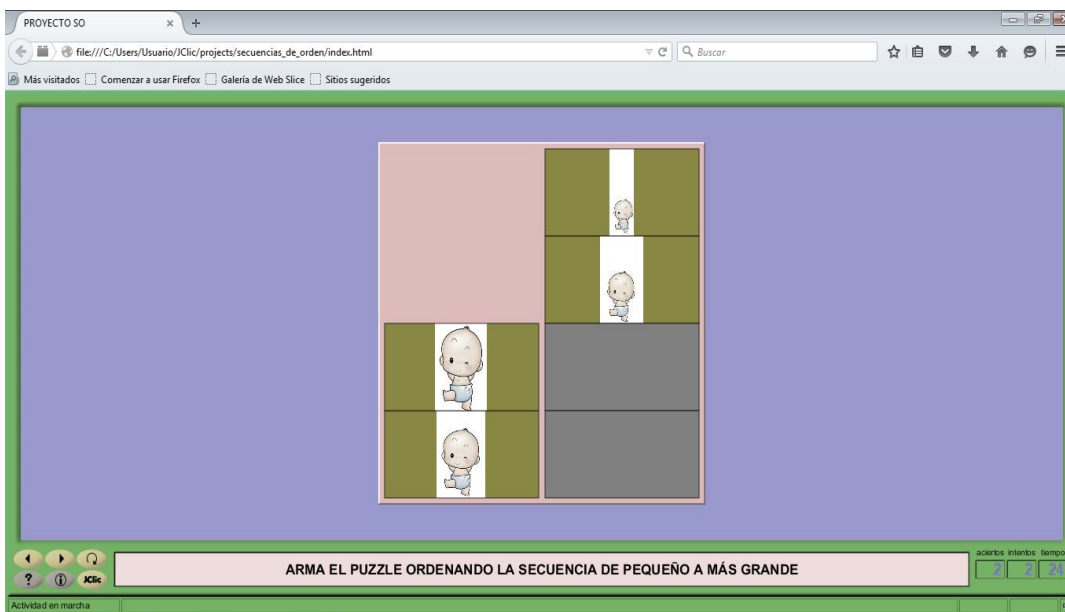 PROYECTO SO
file:///C:/Users/Usuario/JClic/projects/secuencias_de_orden/index.html
Buscar
Más visitados Comenzar a usar Firefox Galería de Web Slice Sitios sugeridos
ARMA EL PUZZLE ORDENANDO LA SECUENCIA DE PEQUEÑO A MÁS GRANDE
aciertos intentos tiempo
2 2 24
? i JClic
Actividad en marcha